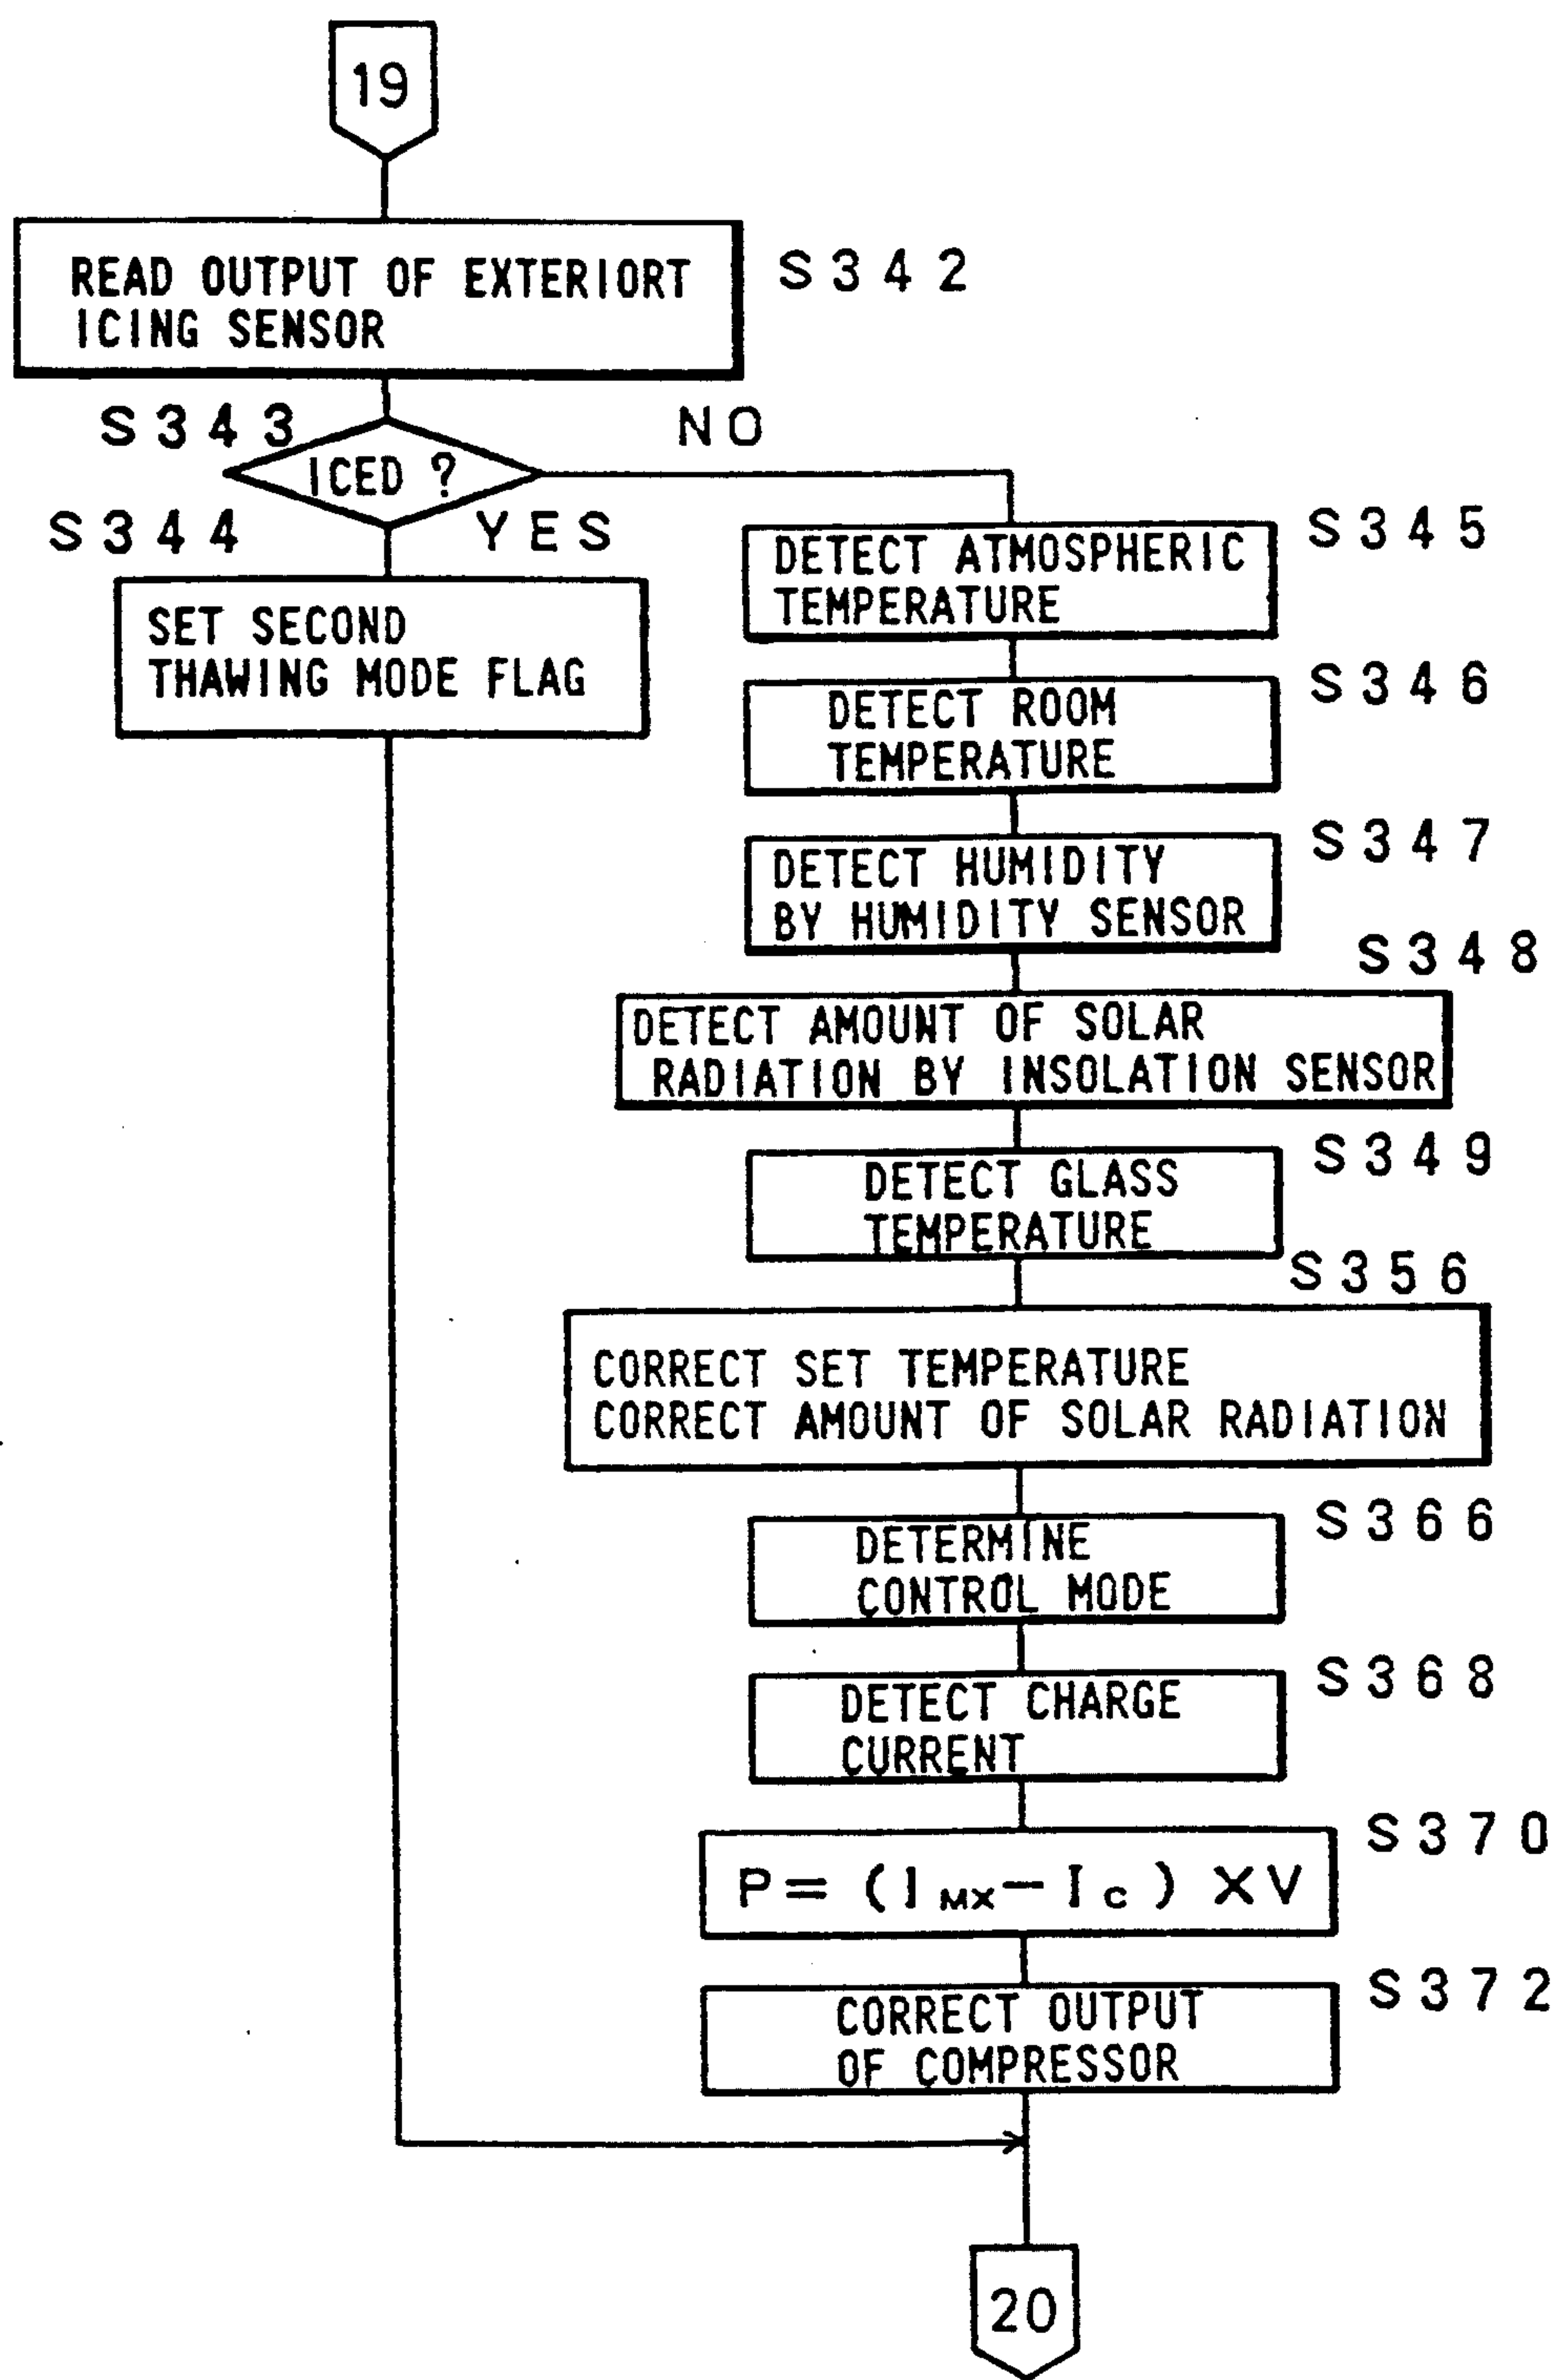 19
READ OUTPUT OF EXTERIORT
ICING SENSOR
S342
S343
ICED ?
NO
S344
YES
SET SECOND
THAWING MODE FLAG
DETECT ATMOSPHERIC
TEMPERATURE
S345
DETECT ROOM
TEMPERATURE
S346
DETECT HUMIDITY
BY HUMIDITY SENSOR
S347
DETECT AMOUNT OF SOLAR
RADIATION BY INSOLATION SENSOR
S348
DETECT GLASS
TEMPERATURE
S349
CORRECT SET TEMPERATURE
CORRECT AMOUNT OF SOLAR RADIATION
S356
DETERMINE
CONTROL MODE
S366
DETECT CHARGE
CURRENT
S368
P= (I MX - I C) XV
S370
CORRECT OUTPUT
OF COMPRESSOR
S372
20